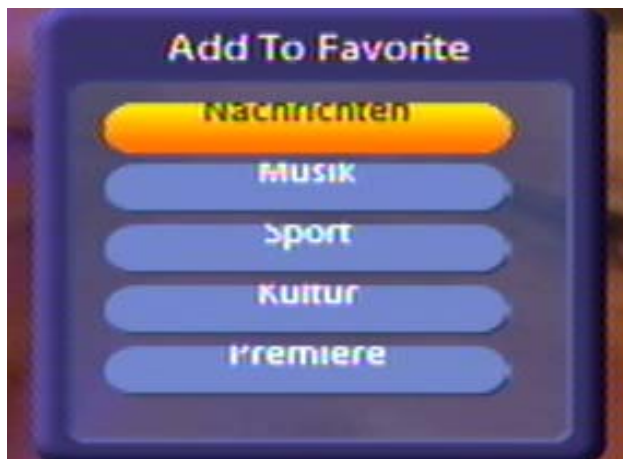 Add To Favorite
Nachrichten
Musik
Sport
Kultur
Premiere